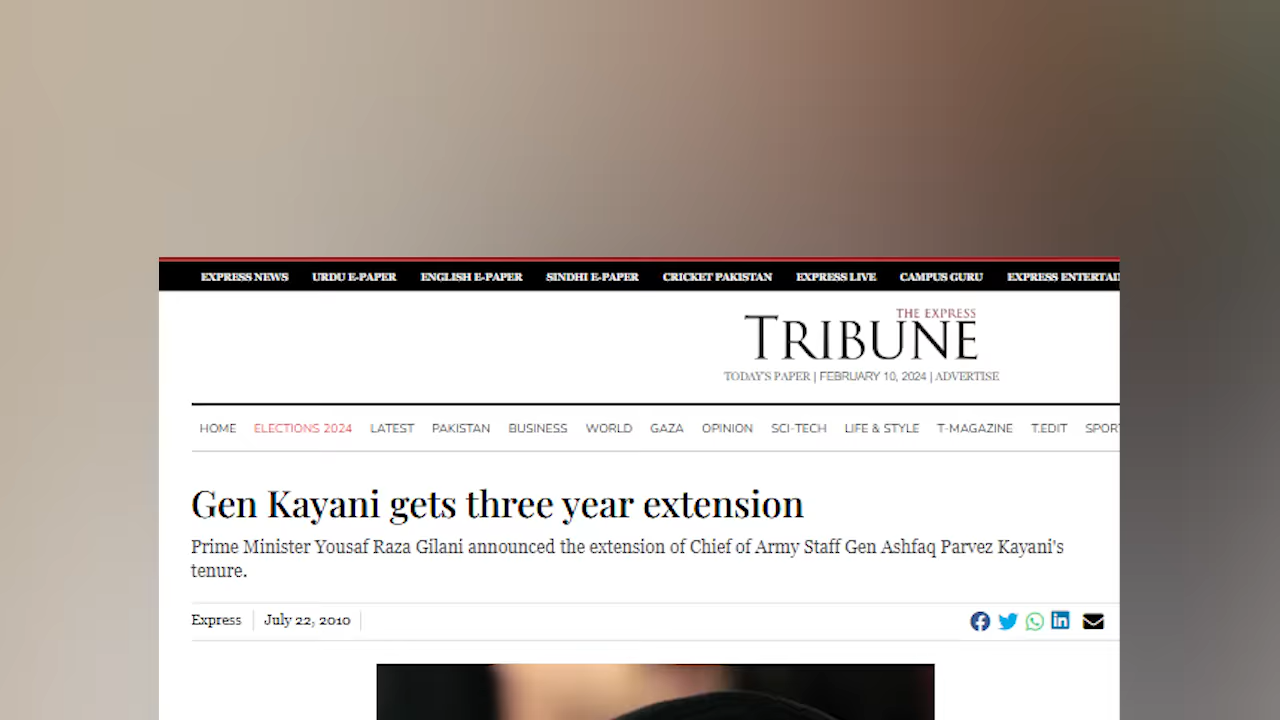 EXPRESS NEWS URDU E-PAPER ENGLISH E-PAPER SINDHI E-PAPER CRICKET PAKISTAN EXPRESS LIVE CAMPUS GURU EXPRESS
THE EXPRESS
TRIBUNE
TODAY'S PAPER | FEBRUARY 10, 2024 | ADVERTISE
HOME ELECTIONS 2024 LATEST PAKISTAN BUSINESS WORLD GAZA OPINION SCI-TECH LIFE & STYLE T-MAGAZINE T.EDIT
Gen Kayani gets three year extension
Prime Minister Yousaf Raza Gilani announced the extension of Chief of Army Staff Gen Ashfaq Parvez Kayani's
tenure.
Express July 22, 2010